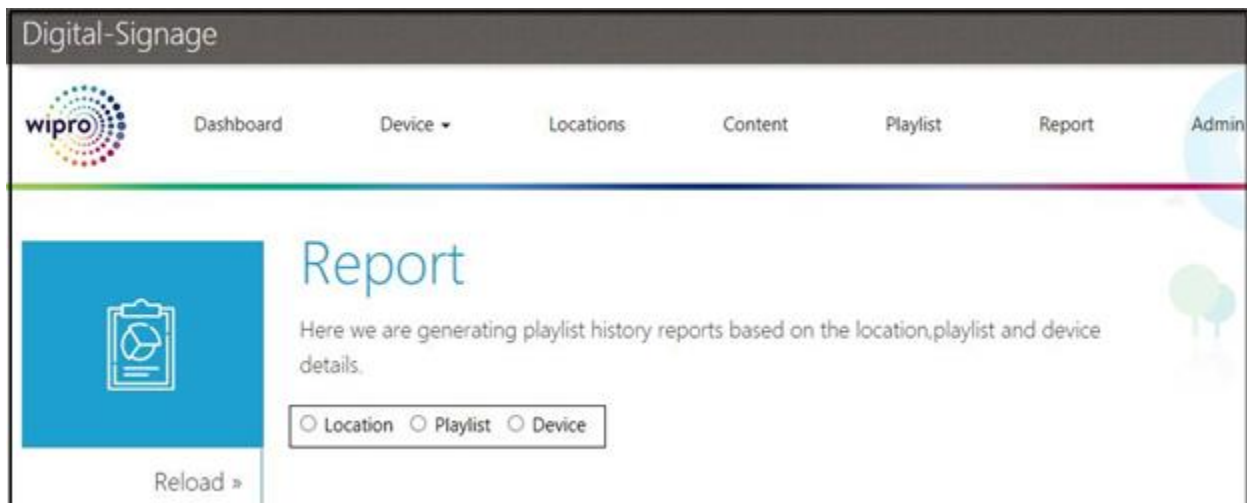 Digital-Signage
wipro Dashboard Device Locations Content Playlist Report Admin
Report
Here we are generating playlist history reports based on the location,playlist and device
details.
Location Playlist Device
Reload »